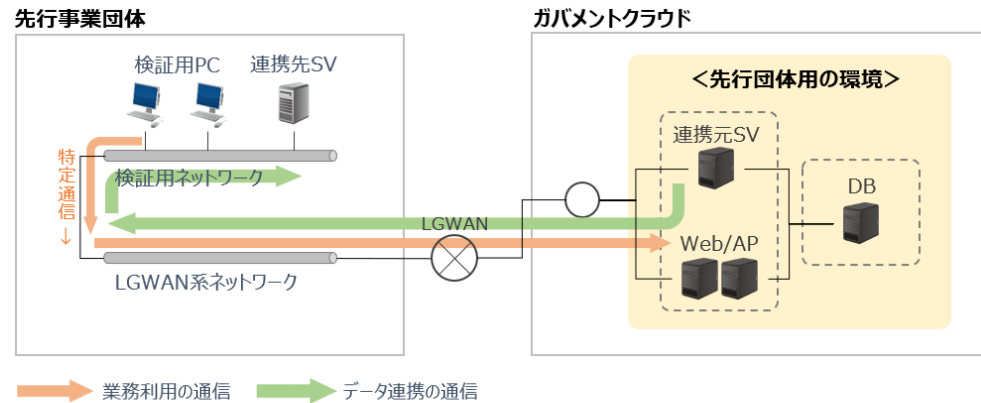 先行事業団体
ガバメントクラウド
検証用PC
連携先SV
<先行団体用の環境>
連携元SV
特定通信→
検証用ネットワーク
DB
LGWAN
Web/AP
LGWAN系ネットワーク
業務利用の通信
データ連携の通信